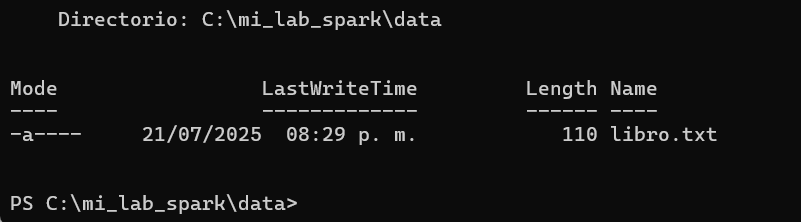 Directorio: C:\mi_lab_spark\data
Mode                 LastWriteTime         Length Name
----                 -------------         ------ ----
-a----     21/07/2025  08:29 p. m.            110 libro.txt
PS C:\mi_lab_spark\data>